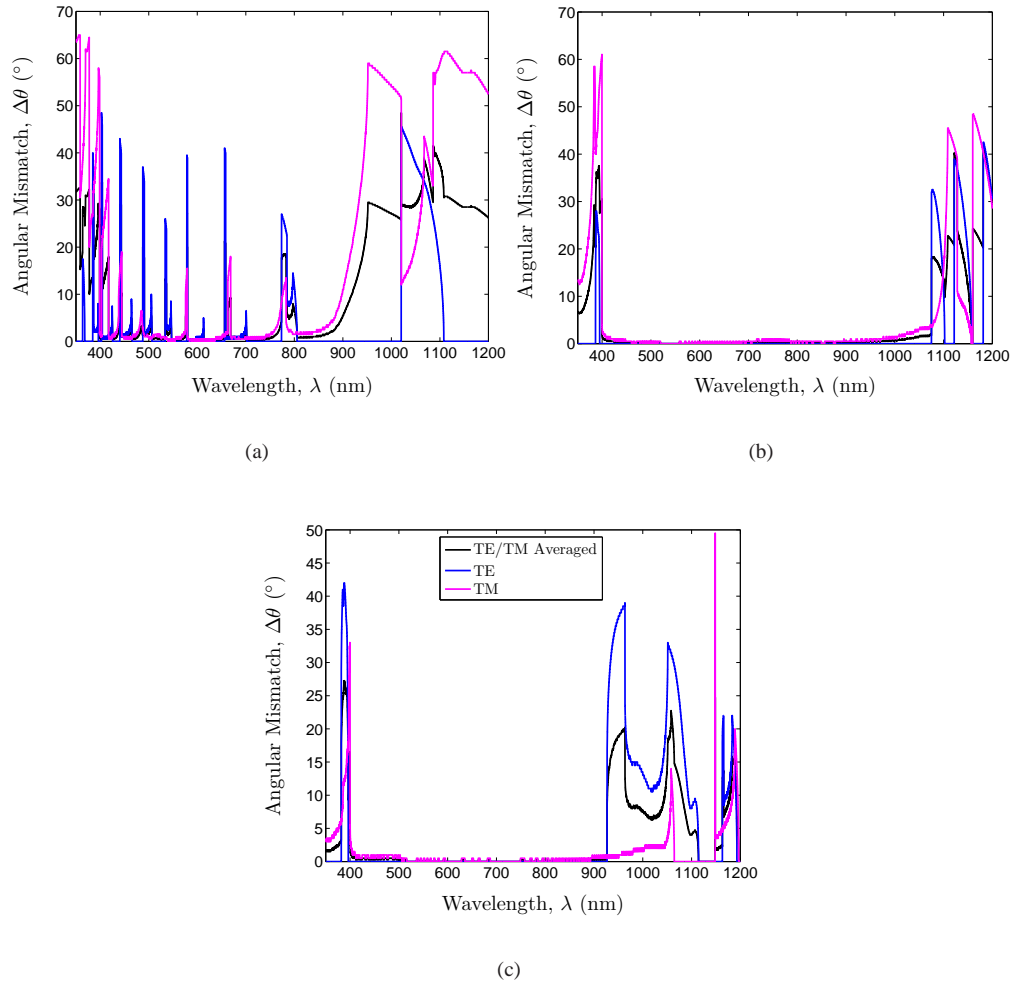 70
60
50
40
30
20
10
0
Angular Mismatch, Δθ (°)
400 500 600 700 800 900 1000 1100 1200
Wavelength, λ (nm)
(a)
70
60
50
40
30
20
10
0
Angular Mismatch, Δθ (°)
400 500 600 700 800 900 1000 1100 1200
Wavelength, λ (nm)
(b)
50
45
40
35
30
25
20
15
10
5
0
Angular Mismatch, Δθ (°)
TE/TM Averaged
TE
TM
400 500 600 700 800 900 1000 1100 1200
Wavelength, λ (nm)
(c)